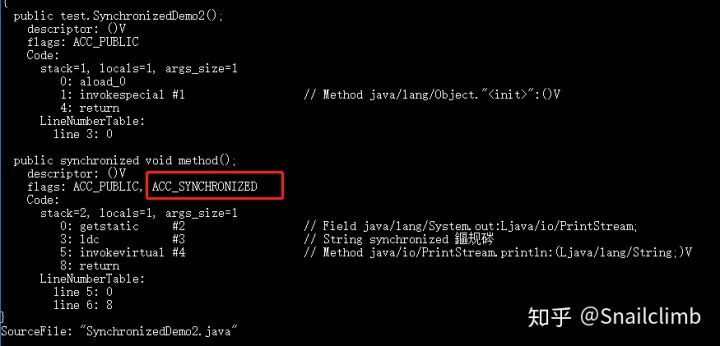 {
public test.SynchronizedDemo2();
descriptor: ()V
flags: ACC_PUBLIC
Code:
stack=1, locals=1, args_size=1
0: aload_0
1: invokespecial #1 // Method java/lang/Object."<init>":()V
4: return
LineNumberTable:
line 3: 0
public synchronized void method();
descriptor: ()V
flags: ACC_PUBLIC, ACC_SYNCHRONIZED
Code:
stack=2, locals=1, args_size=1
0: getstatic #2 // Field java/lang/System.out:Ljava/io/PrintStream;
3: ldc #3 // String synchronized 鏂规硶
5: invokevirtual #4 // Method java/io/PrintStream.println:(Ljava/lang/String;)V
8: return
LineNumberTable:
line 5: 0
line 6: 8
}
SourceFile: "SynchronizedDemo2.java"
知乎 @Snailclimb